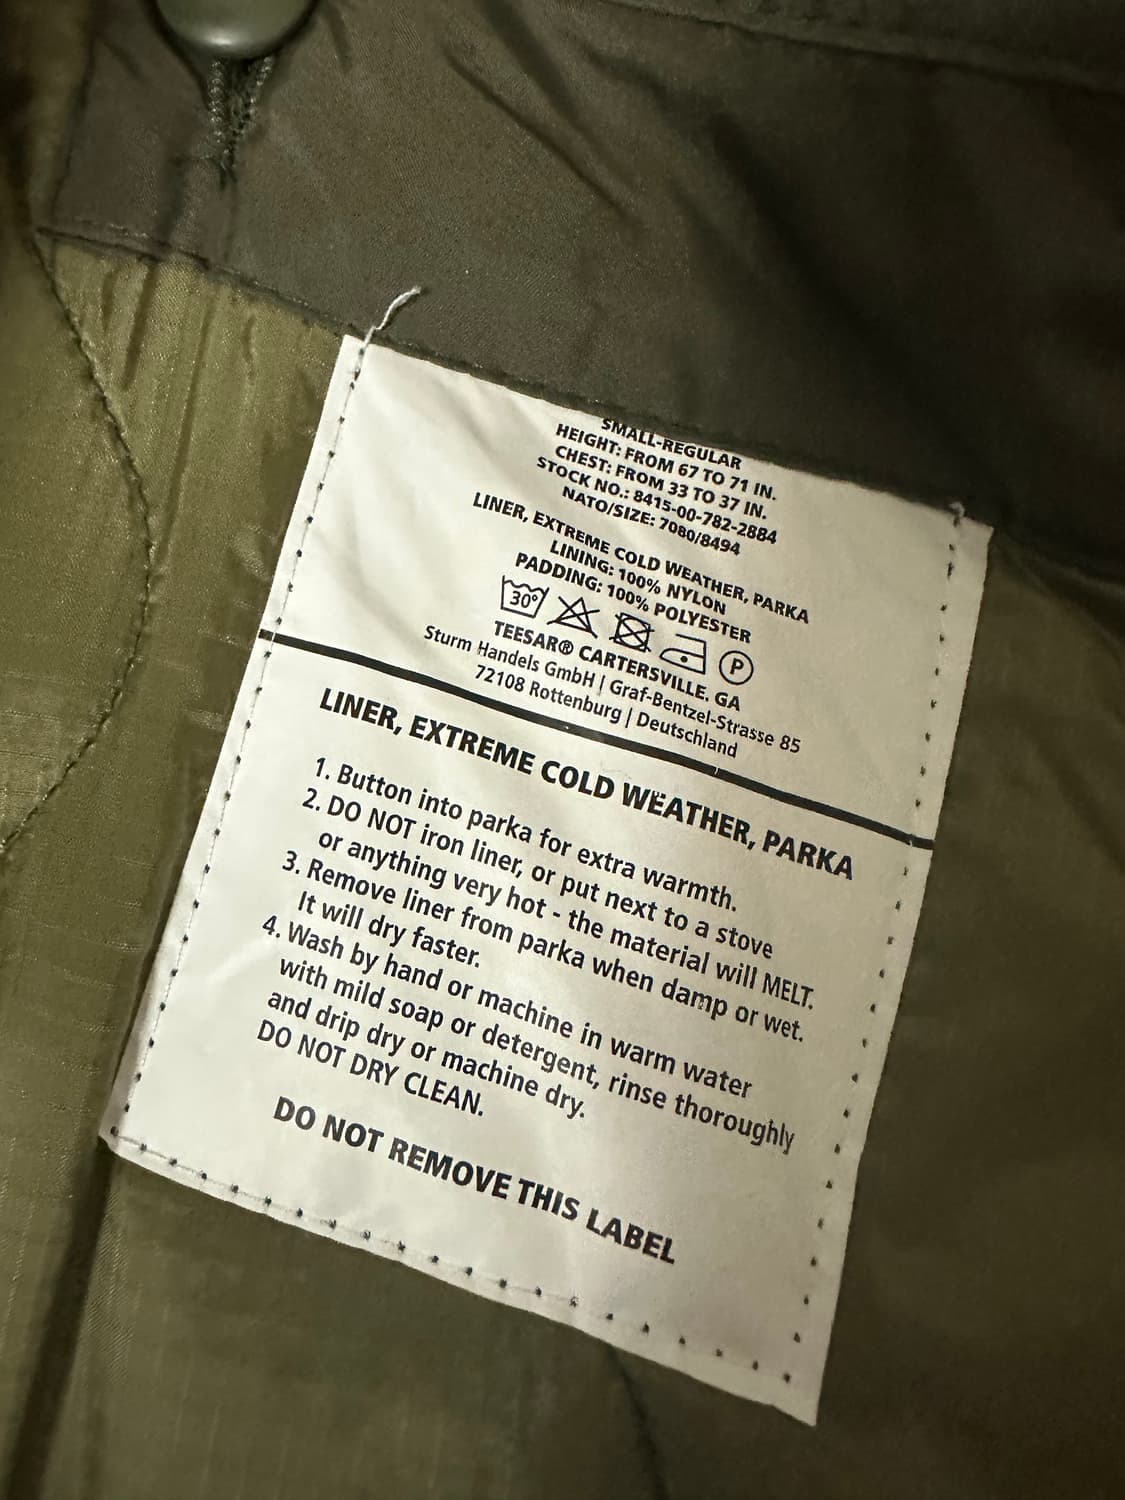 SMALL-REGULAR
HEIGHT: FROM 67 TO 71 IN.
CHEST: FROM 33 TO 37 IN.
STOCK NO.: 8415-00-782-2884
NATO/SIZE: 7080/8494
LINER, EXTREME COLD WEATHER, PARKA
LINING: 100% NYLON
PADDING: 100% POLYESTER
30° P
TEESAR® CARTERSVILLE. GA
Sturm Handels GmbH | Graf-Bentzel-Strasse 85
72108 Rottenburg | Deutschland
LINER, EXTREME COLD WEATHER, PARKA
1. Button into parka for extra warmth.
2. DO NOT iron liner, or put next to a stove
or anything very hot - the material will MELT.
3. Remove liner from parka when damp or wet.
It will dry faster.
4. Wash by hand or machine in warm water
with mild soap or detergent, rinse thoroughly
and drip dry or machine dry.
DO NOT DRY CLEAN.
DO NOT REMOVE THIS LABEL